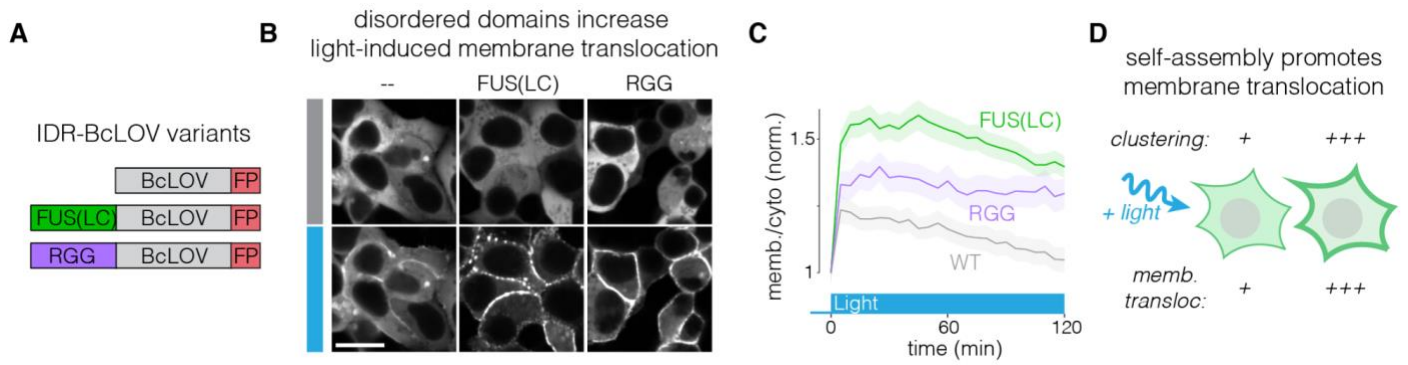 A
IDR-BcLOV variants
BcLOV FP
FUS(LC) BcLOV FP
RGG BcLOV FP
B
disordered domains increase
light-induced membrane translocation
-- FUS(LC) RGG
C
memb./cyto (norm.)
1.5
1
FUS(LC)
RGG
WT
Light
0 60 120
time (min)
D
self-assembly promotes
membrane translocation
clustering: + +++
+ light
memb.
transloc: + +++